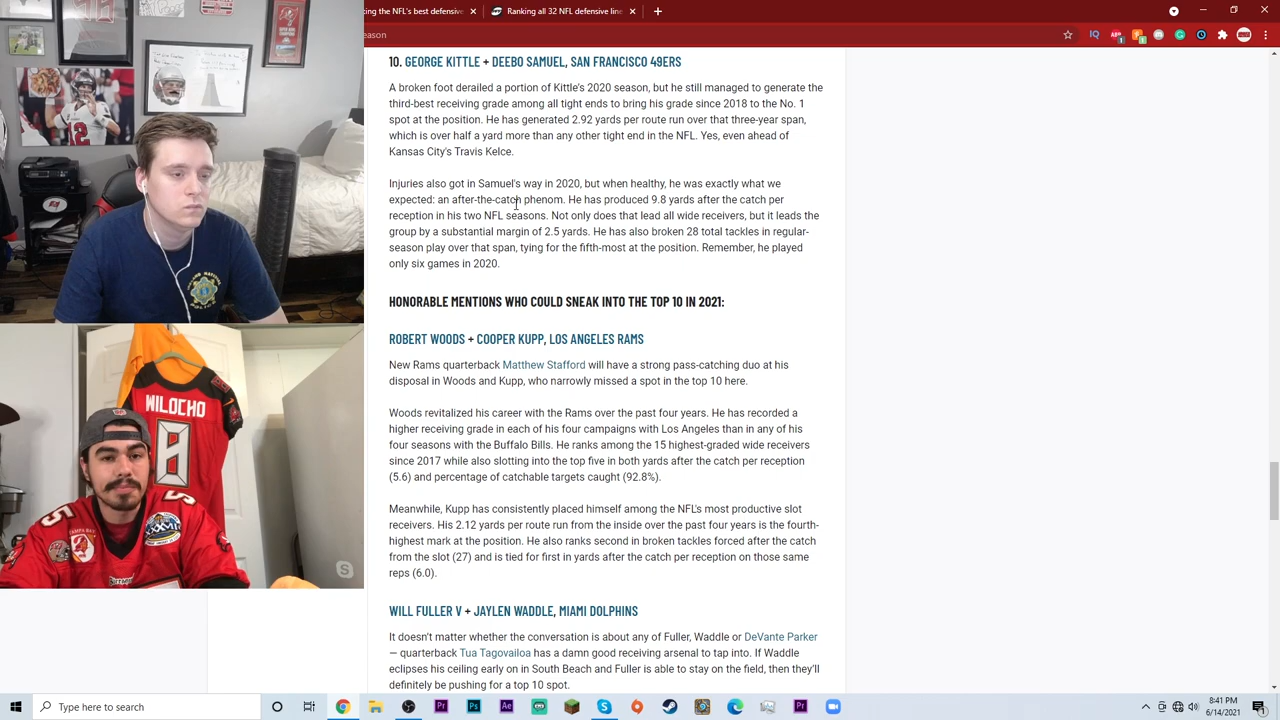 king the NFL's best defensive
Ranking all 32 NFL defensive line
eason
10. GEORGE KITTLE + DEEBO SAMUEL, SAN FRANCISCO 49ERS
A broken foot derailed a portion of Kittle's 2020 season, but he still managed to generate the
third-best receiving grade among all tight ends to bring his grade since 2018 to the No. 1
spot at the position. He has generated 2.92 yards per route run over that three-year span,
which is over half a yard more than any other tight end in the NFL. Yes, even ahead of
Kansas City's Travis Kelce.
Injuries also got in Samuel's way in 2020, but when healthy, he was exactly what we
expected: an after-the-catch phenom. He has produced 9.8 yards after the catch per
reception in his two NFL seasons. Not only does that lead all wide receivers, but it leads the
group by a substantial margin of 2.5 yards. He has also broken 28 total tackles in regular-
season play over that span, tying for the fifth-most at the position. Remember, he played
only six games in 2020.
HONORABLE MENTIONS WHO COULD SNEAK INTO THE TOP 10 IN 2021:
ROBERT WOODS + COOPER KUPP, LOS ANGELES RAMS
New Rams quarterback Matthew Stafford will have a strong pass-catching duo at his
disposal in Woods and Kupp, who narrowly missed a spot in the top 10 here.
Woods revitalized his career with the Rams over the past four years. He has recorded a
higher receiving grade in each of his four campaigns with Los Angeles than in any of his
four seasons with the Buffalo Bills. He ranks among the 15 highest-graded wide receivers
since 2017 while also slotting into the top five in both yards after the catch per reception
(5.6) and percentage of catchable targets caught (92.8%).
Meanwhile, Kupp has consistently placed himself among the NFL's most productive slot
receivers. His 2.12 yards per route run from the inside over the past four years is the fourth-
highest mark at the position. He also ranks second in broken tackles forced after the catch
from the slot (27) and is tied for first in yards after the catch per reception on those same
reps (6.0).
WILL FULLER V + JAYLEN WADDLE, MIAMI DOLPHINS
It doesn't matter whether the conversation is about any of Fuller, Waddle or DeVante Parker
— quarterback Tua Tagovailoa has a damn good receiving arsenal to tap into. If Waddle
eclipses his ceiling early on in South Beach and Fuller is able to stay on the field, then they'll
definitely be pushing for a top 10 spot.
12
WILOCHO
8
5
TAMPA BAY
Type here to search
8:41 PM
6/14/2021